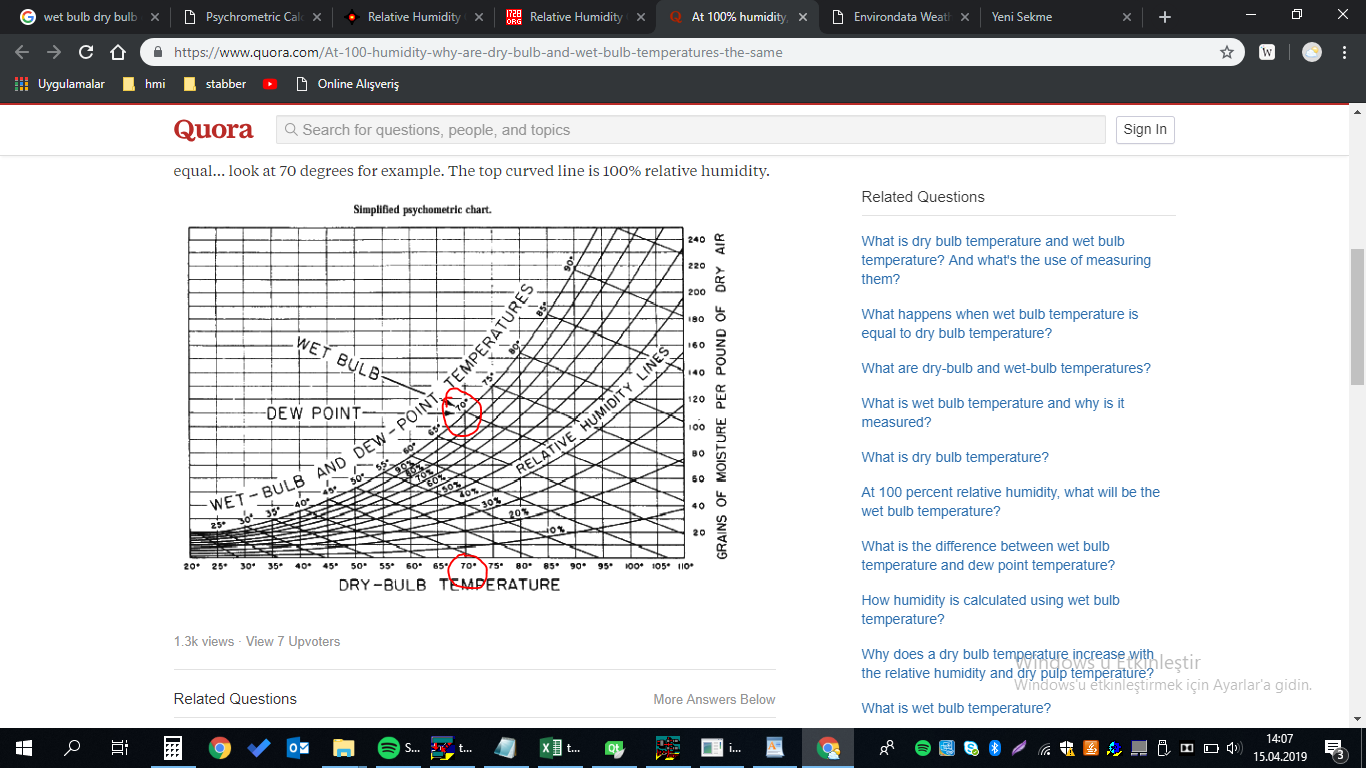 wet bulb dry bulb
Psychrometric Cal
Relative Humidity
Relative Humidity
At 100% humidity,
Environdata Weat
Yeni Sekme
https://www.quora.com/At-100-humidity-why-are-dry-bulb-and-wet-bulb-temperatures-the-same
W
Uygulamalar
hmi
stabber
Online Alışveriş
Quora
Search for questions, people, and topics
Sign In
equal... look at 70 degrees for example. The top curved line is 100% relative humidity.
Simplified psychometric chart.
WET BULB
DEW POINT
WET-BULB AND DEW-POINT TEMPERATURES
RELATIVE HUMIDITY LINES
25° 30° 35° 40° 45° 50° 55° 60° 65° 70° 75° 80° 85° 90°
90% 80% 70% 60% 50% 40% 30% 20% 10%
240
220
200
180
160
140
120
100
80
60
40
20
GRAINS OF MOISTURE PER POUND OF DRY AIR
20° 25° 30° 35° 40° 45° 50° 55° 60° 65° 70° 75° 80° 85° 90° 95° 100° 105° 110°
DRY-BULB TEMPERATURE
1.3k views · View 7 Upvoters
Related Questions
More Answers Below
Related Questions
What is dry bulb temperature and wet bulb
temperature? And what's the use of measuring
them?
What happens when wet bulb temperature is
equal to dry bulb temperature?
What are dry-bulb and wet-bulb temperatures?
What is wet bulb temperature and why is it
measured?
What is dry bulb temperature?
At 100 percent relative humidity, what will be the
wet bulb temperature?
What is the difference between wet bulb
temperature and dew point temperature?
How humidity is calculated using wet bulb
temperature?
Why does a dry bulb temperature increase with
the relative humidity and dry pulp temperature?
What is wet bulb temperature?
Windows'u Etkinleştir
Windows'u etkinleştirmek için Ayarlar'a gidin.
S...
t...
t...
i...
14:07
15.04.2019
3